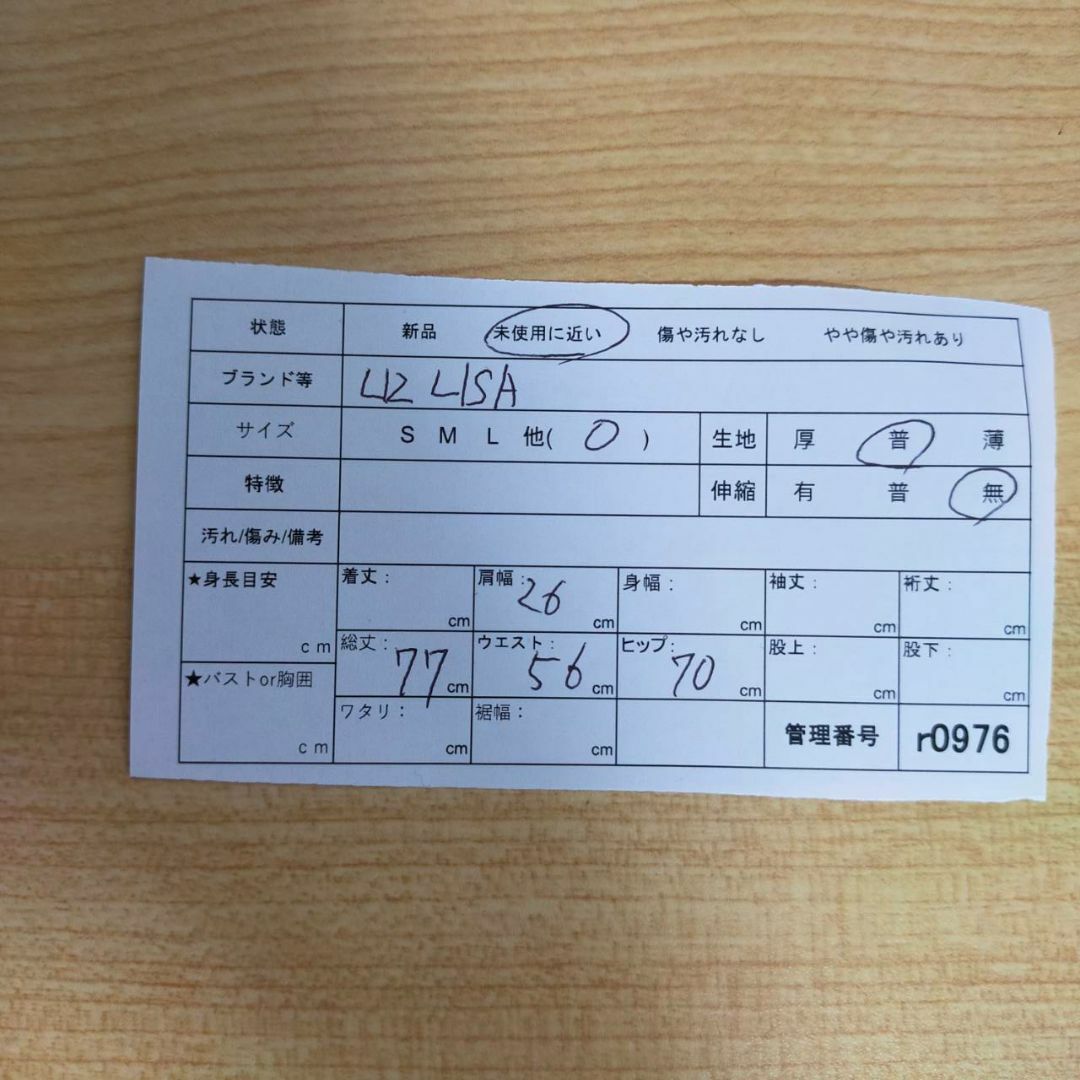 状態 新品 未使用に近い 傷や汚れなし やや傷や汚れあり
ブランド等 LIZ LISA
サイズ S M L 他( 0 ) 生地 厚 普 薄
特徴 伸縮 有 普 無
汚れ/傷み/備考
★身長目安 cm
着丈: cm 肩幅: 26 cm 身幅: cm 袖丈: cm 裄丈: cm
総丈: 77 cm ウエスト: 56 cm ヒップ: 70 cm 股上: cm 股下: cm
★バストor胸囲 cm
ワタリ: cm 裾幅: cm 管理番号 r0976